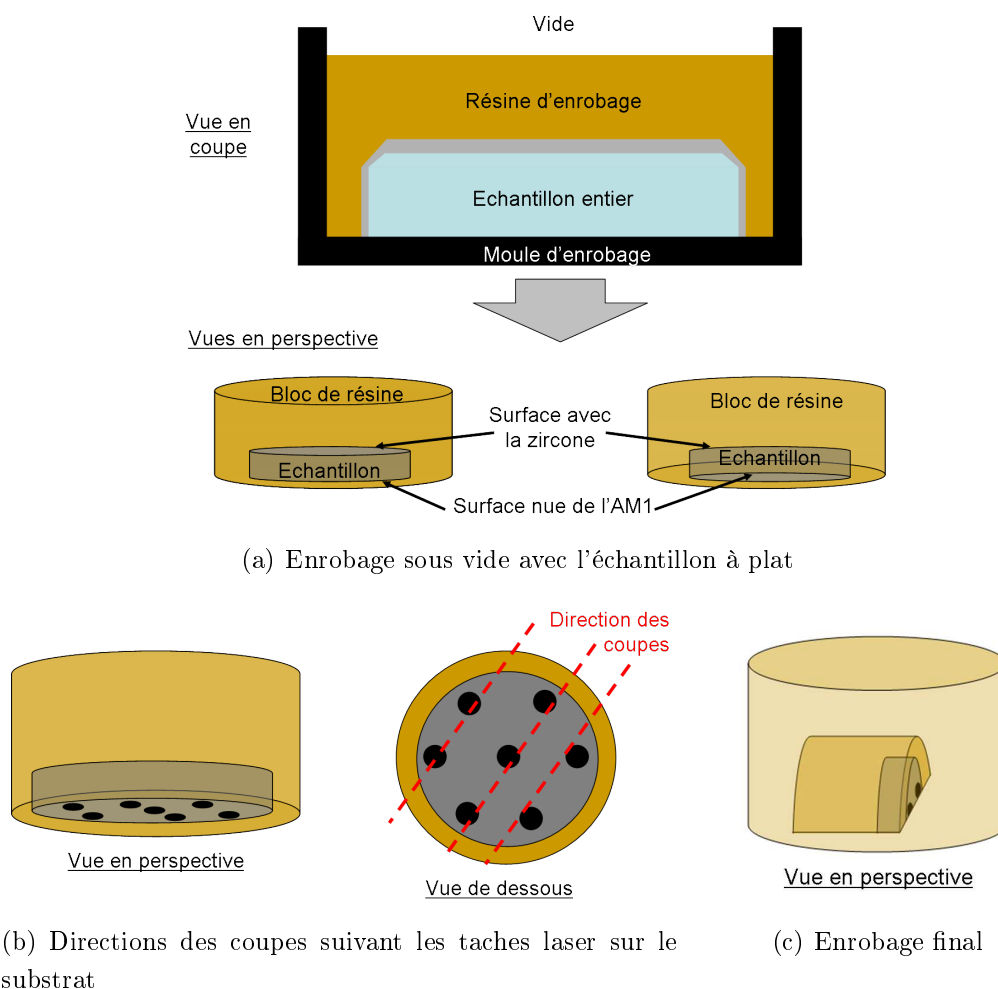 Vide
Résine d'enrobage
Vue en
coupe
Echantillon entier
Moule d'enrobage
Vues en perspective
Bloc de résine
Bloc de résine
Surface avec
la zircone
Echantillon
Echantillon
Surface nue de l'AM1
(a) Enrobage sous vide avec l'échantillon à plat
Direction des
coupes
Vue en perspective
Vue de dessous
Vue en perspective
(b) Directions des coupes suivant les taches laser sur le
substrat
(c) Enrobage final